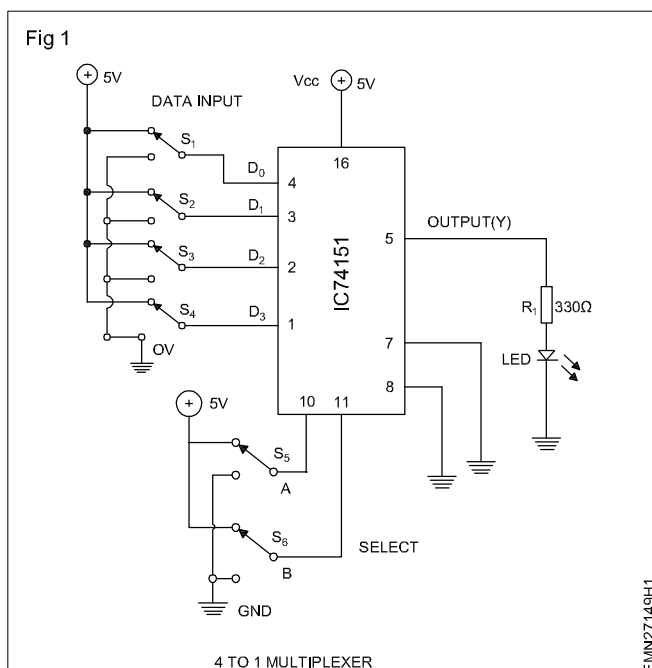 Fig 1
5V
DATA INPUT
Vcc
5V
S1
D0
4
16
S2
D1
3
OUTPUT(Y)
5
S3
D2
2
IC74151
R1 330Ω
S4
D3
1
7
LED
OV
8
5V
10 11
S5
A
S6
SELECT
B
GND
4 TO 1 MULTIPLEXER
EMN27149H1